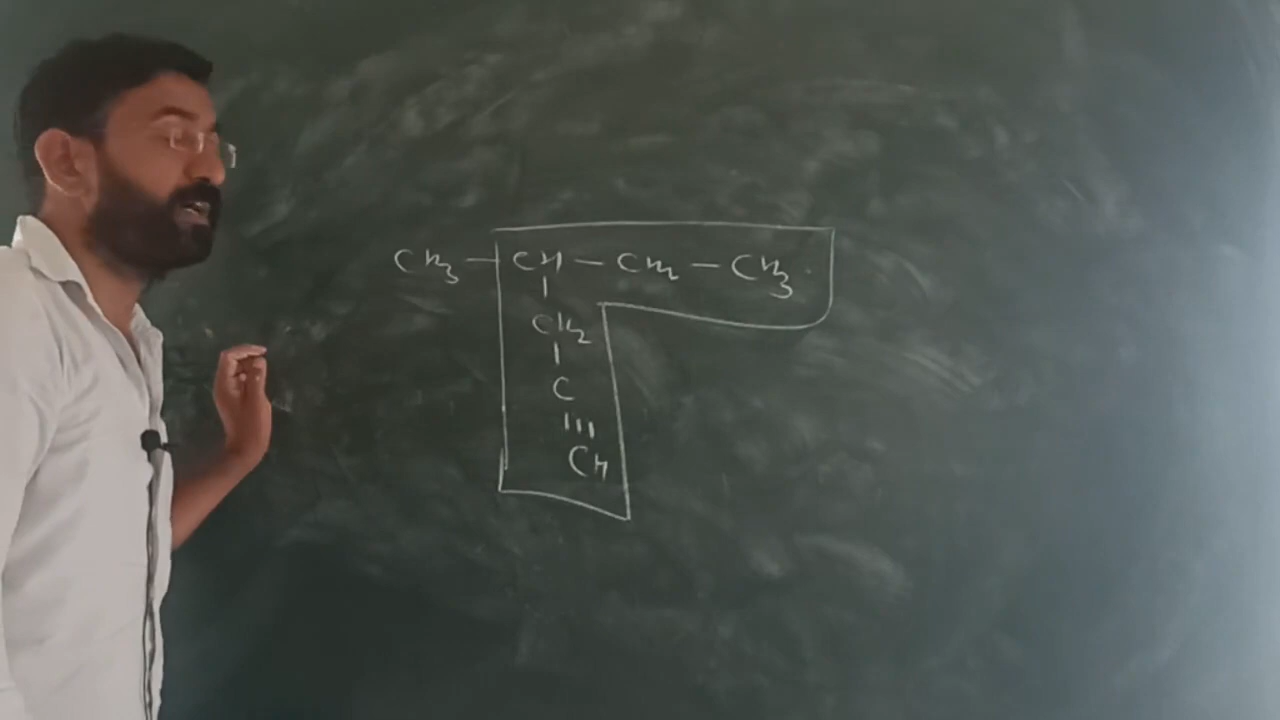 CH₃ — CH — CH₂ — CH₃
|
CH₂
|
C
|||
CH